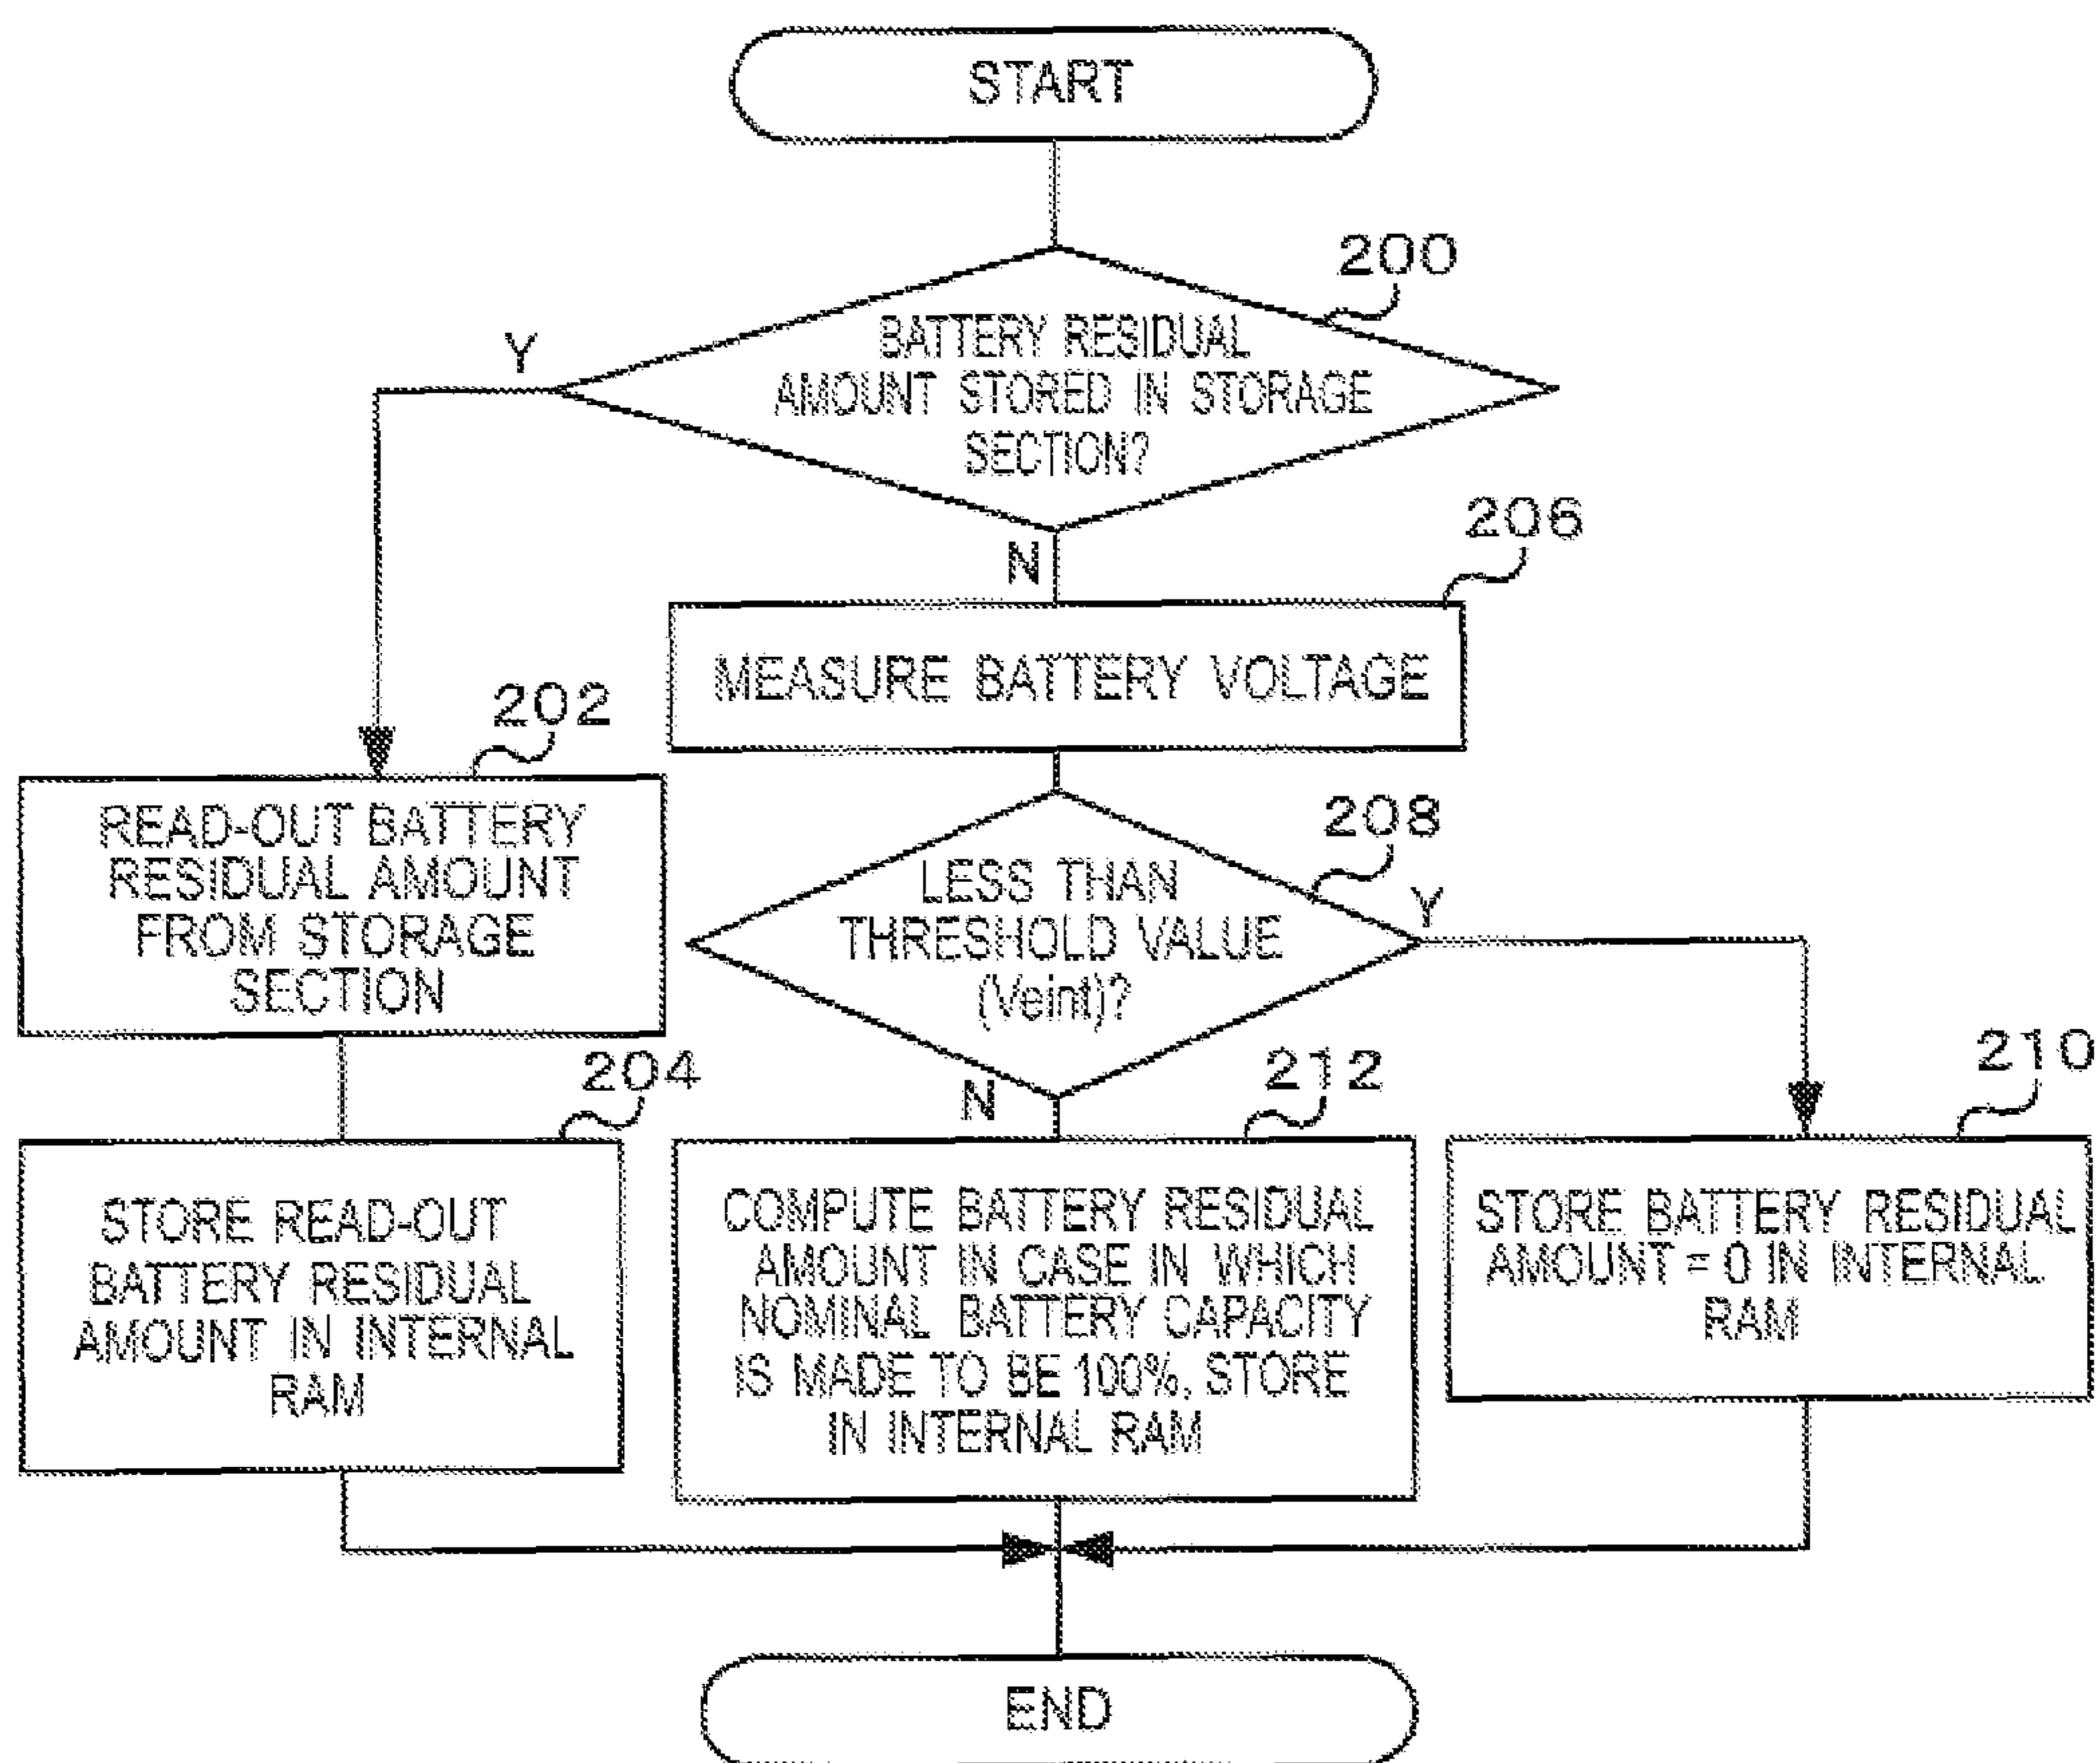 START
200
BATTERY RESIDUAL
AMOUNT STORED IN STORAGE
SECTION?
Y
N
206
MEASURE BATTERY VOLTAGE
202
READ-OUT BATTERY
RESIDUAL AMOUNT
FROM STORAGE
SECTION
208
LESS THAN
THRESHOLD VALUE
(Veint)?
Y
N
204
STORE READ-OUT
BATTERY RESIDUAL
AMOUNT IN INTERNAL
RAM
212
COMPUTE BATTERY RESIDUAL
AMOUNT IN CASE IN WHICH
NOMINAL BATTERY CAPACITY
IS MADE TO BE 100%, STORE
IN INTERNAL RAM
210
STORE BATTERY RESIDUAL
AMOUNT = 0 IN INTERNAL
RAM
END